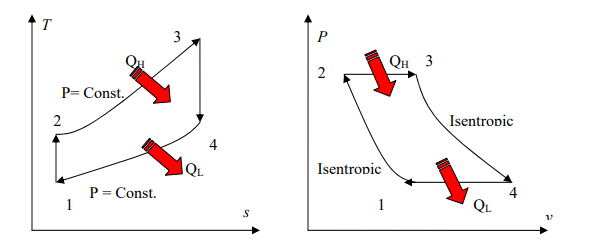 T
3
QH
P= Const.
2
4
QL
P = Const.
1
s
P
QH
3
2
Isentropic
Isentropic
4
1
QL
v